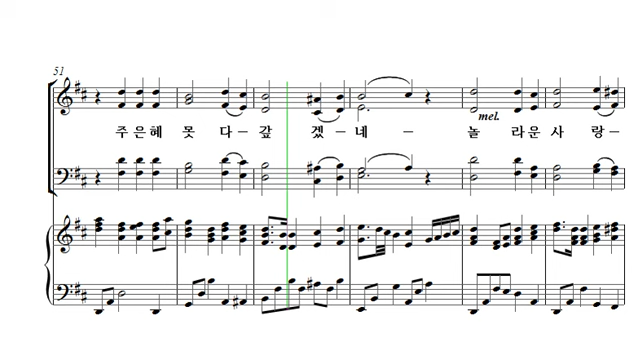 51
mel.
주은혜 못 다- 갚 겠-네 - 놀 라운사 랑-